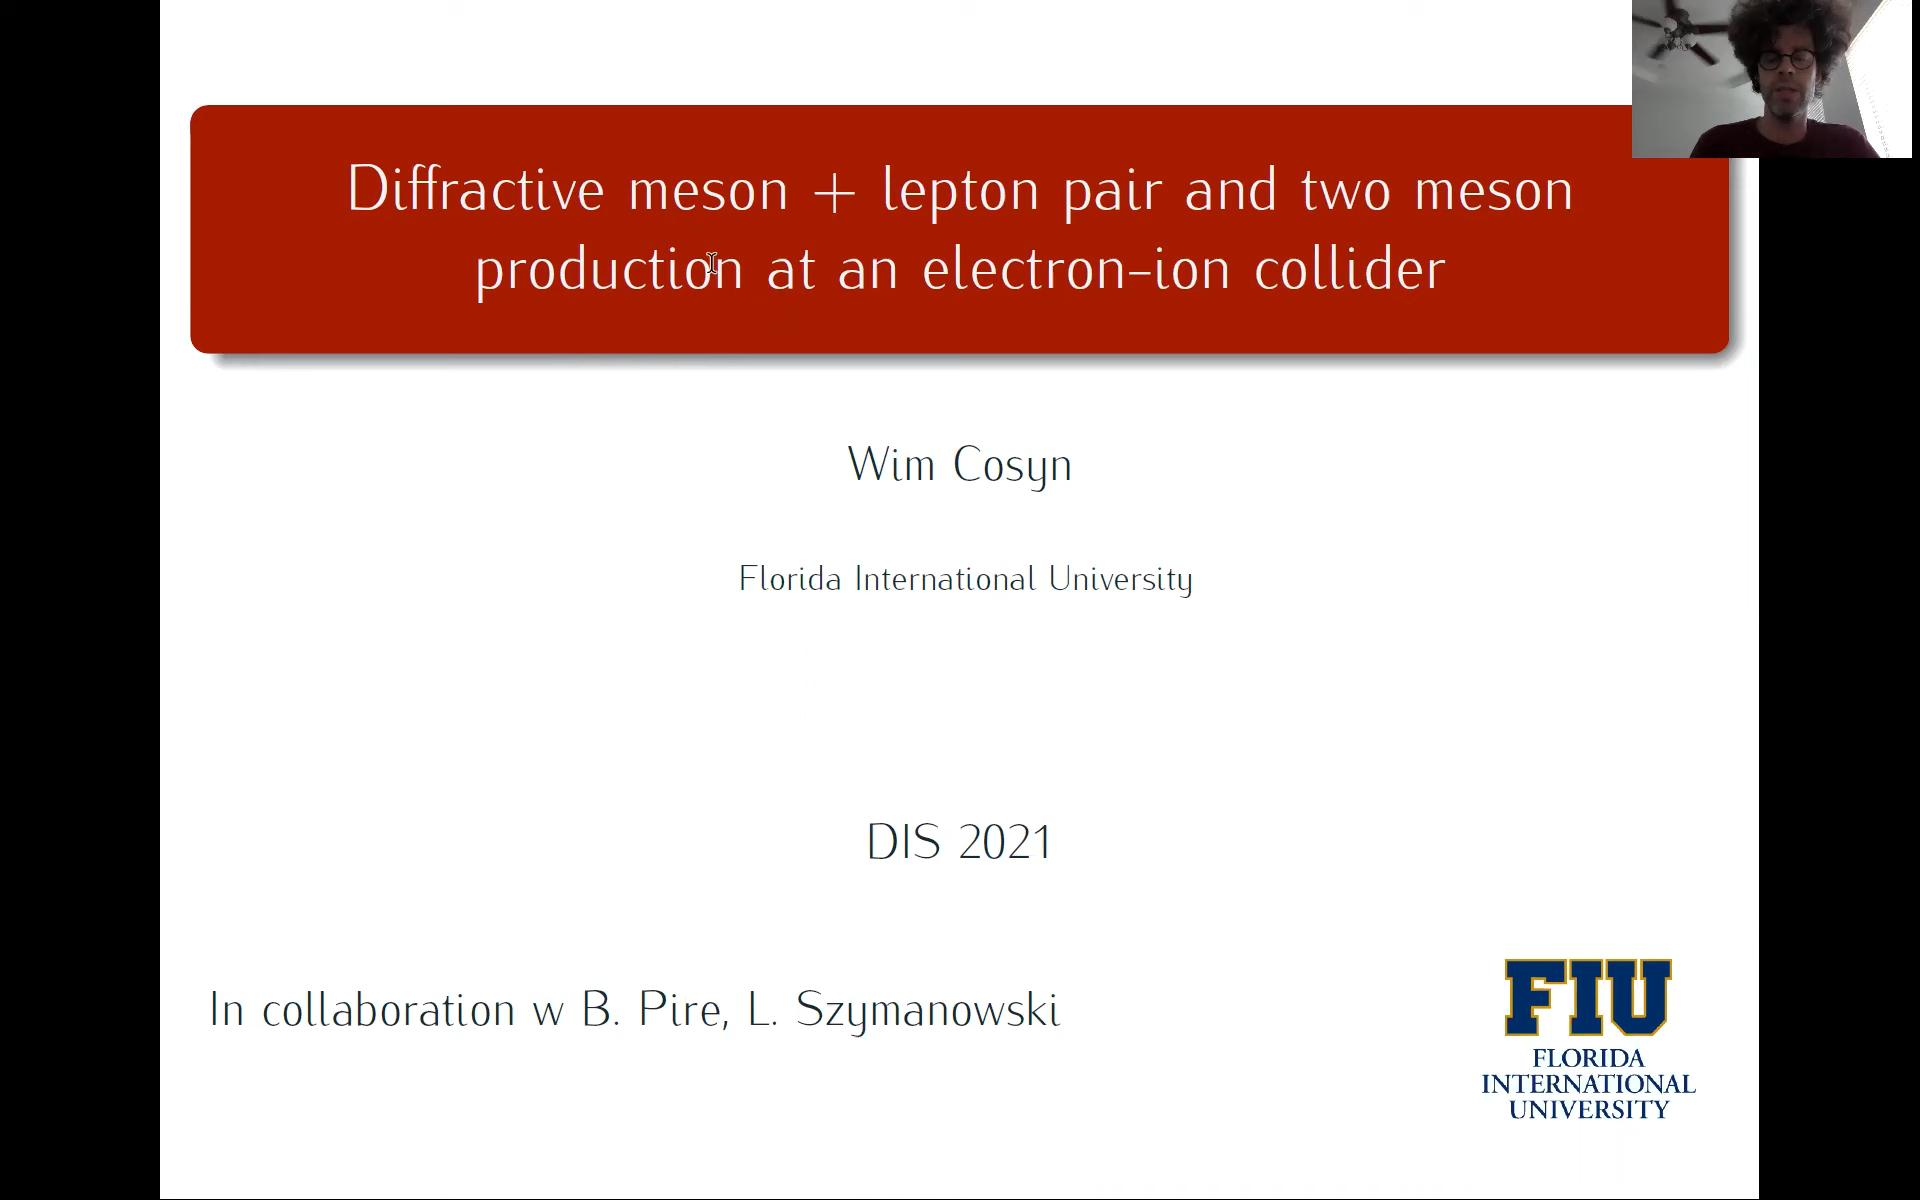 Diffractive meson + lepton pair and two meson
production at an electron-ion collider
Wim Cosyn
Florida International University
DIS 2021
In collaboration w B. Pire, L. Szymanowski
FIU
FLORIDA
INTERNATIONAL
UNIVERSITY